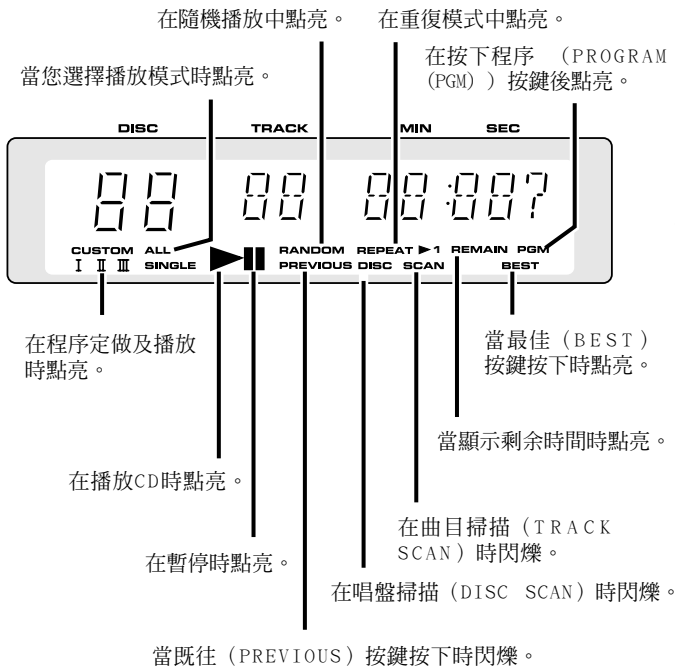 在隨機播放中點亮。
在重復模式中點亮。
在按下程序 (PROGRAM
(PGM) ) 按鍵後點亮。
當您選擇播放模式時點亮。
DISC TRACK MIN SEC
88 88 88:88?
CUSTOM ALL RANDOM REPEAT ►1 REMAIN PGM
I II III SINGLE ►II PREVIOUS DISC SCAN BEST
在程序定做及播放
時點亮。
當最佳 (BEST)
按鍵按下時點亮。
當顯示剩余時間時點亮。
在播放CD時點亮。
在曲目掃描 (TRACK
SCAN) 時閃爍。
在暫停時點亮。
在唱盤掃描 (DISC SCAN) 時閃爍。
當既往 (PREVIOUS) 按鍵按下時閃爍。